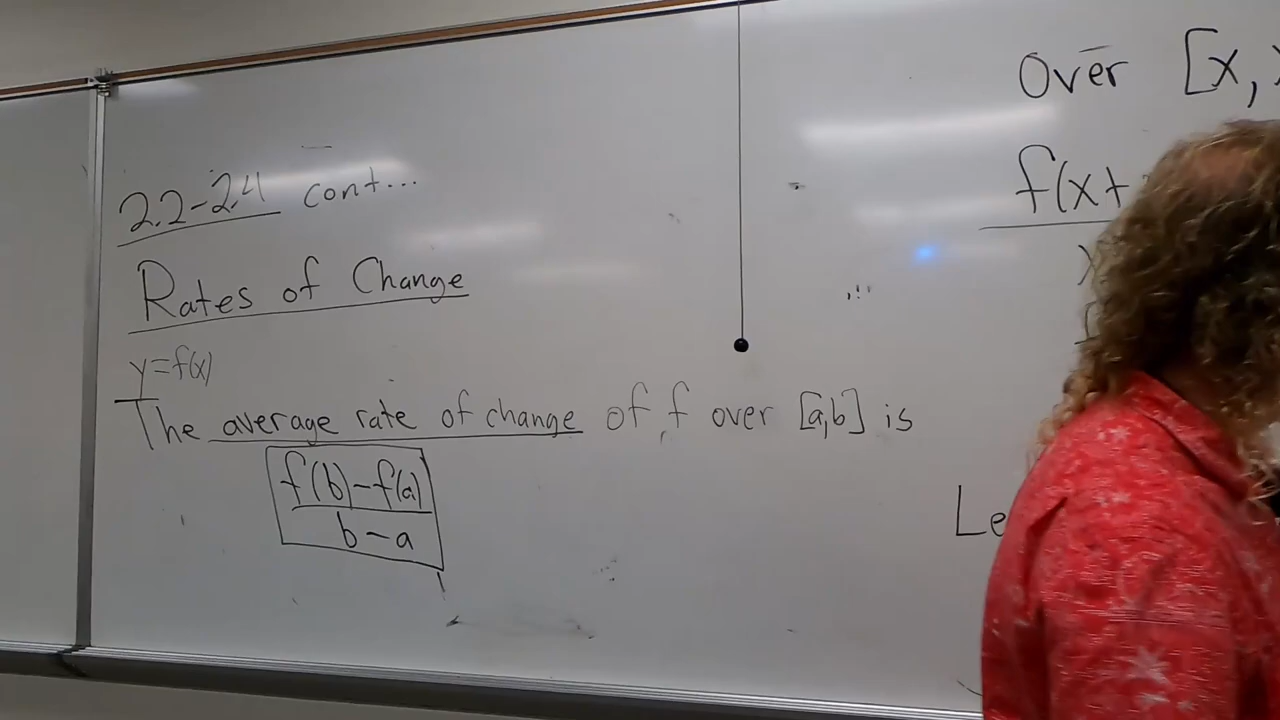 2.2-2.4 cont...
Rates of Change
y=f(x)
The average rate of change of f over [a,b] is
f(b)-f(a)
b-a
Over [x,
f(x+
x
Le